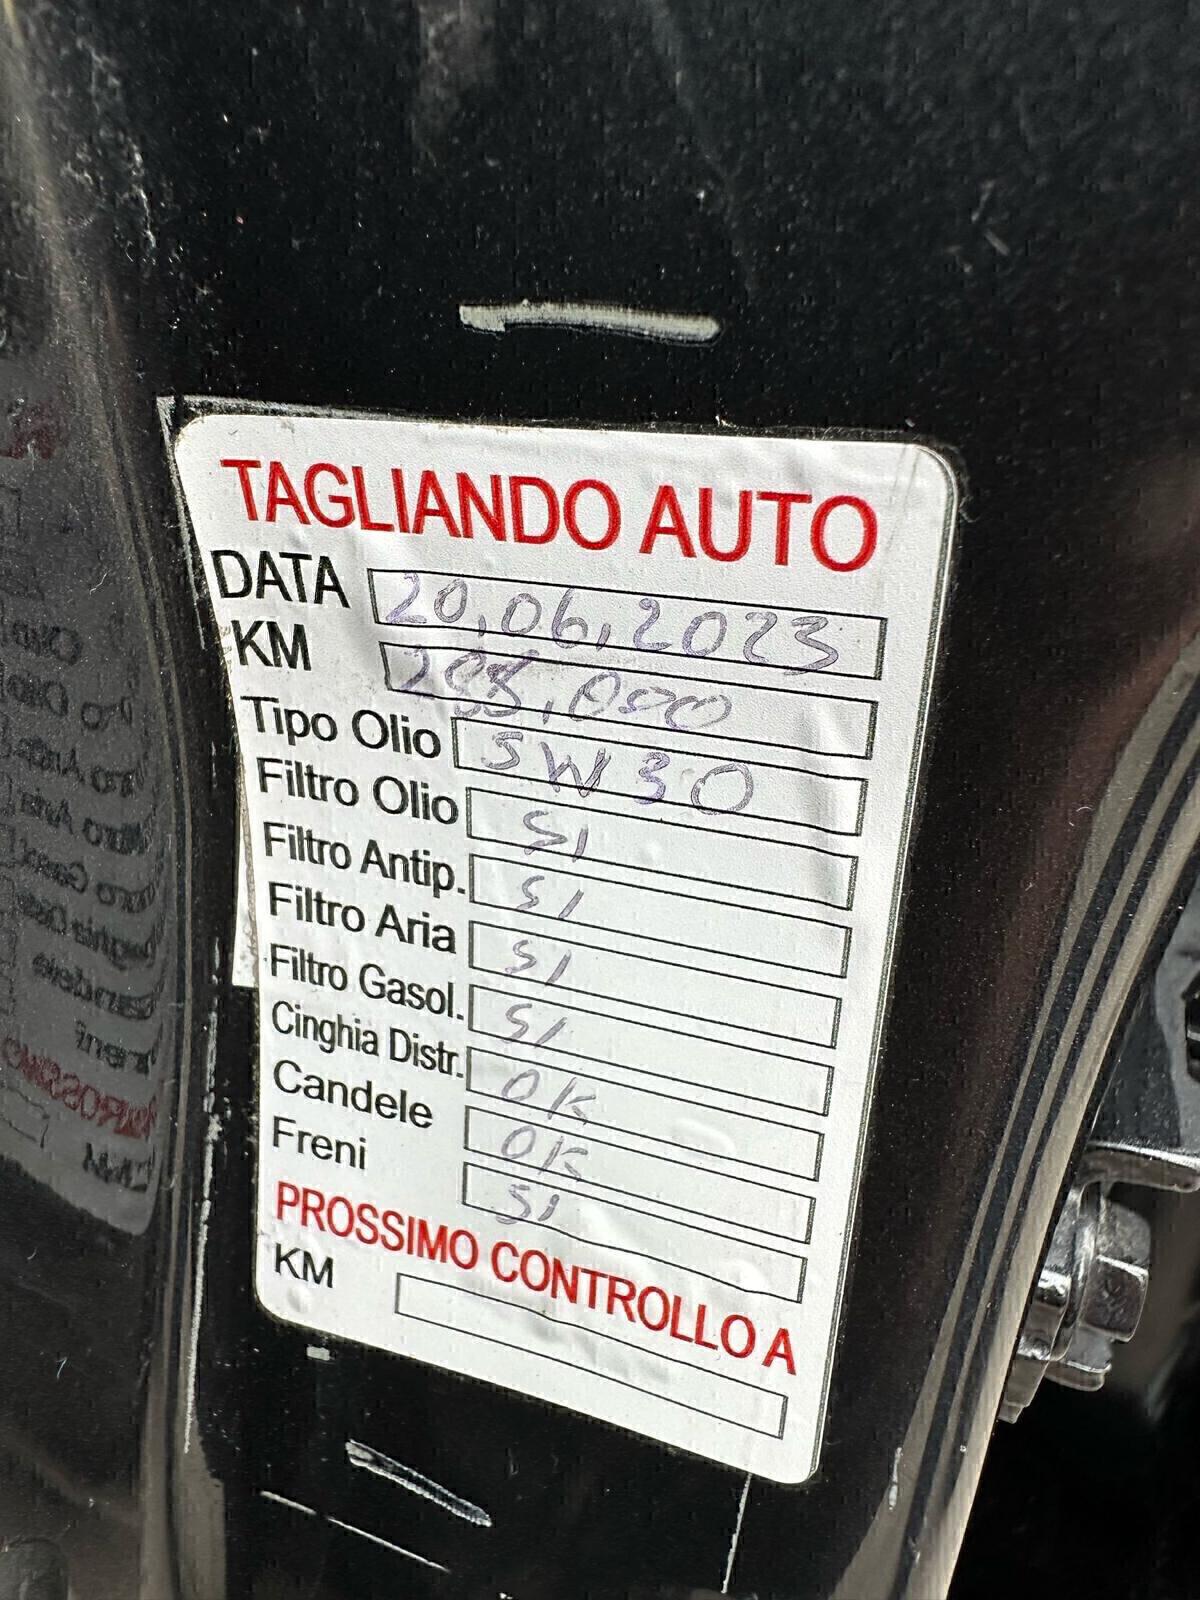 TAGLIANDO AUTO
DATA 20,06,2023
KM
Tipo Olio 5W30
Filtro Olio SI
Filtro Antip. SI
Filtro Aria SI
Filtro Gasol. SI
Cinghia Distr. OK
Candele OK
Freni SI
PROSSIMO CONTROLLO A
KM